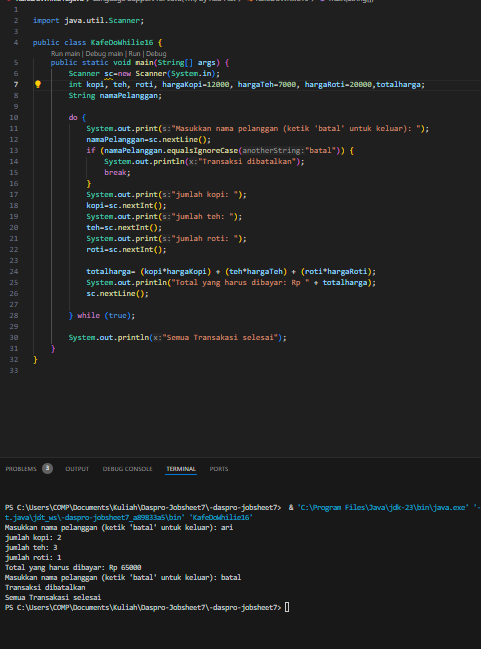 import java.util.Scanner;
public class KafeDoWhilie16 {
Run main | Debug main | Run | Debug
public static void main(String[] args) {
Scanner sc=new Scanner(System.in);
int kopi, teh, roti, hargaKopi=12000, hargaTeh=7000, hargaRoti=20000,totalharga;
String namaPelanggan;
do {
System.out.print(s:"Masukkan nama pelanggan (ketik 'batal' untuk keluar): ");
namaPelanggan=sc.nextLine();
if (namaPelanggan.equalsIgnoreCase(anotherString:"batal")) {
System.out.println(x:"Transaksi dibatalkan");
break;
}
System.out.print(s:"jumlah kopi: ");
kopi=sc.nextInt();
System.out.print(s:"jumlah teh: ");
teh=sc.nextInt();
System.out.print(s:"jumlah roti: ");
roti=sc.nextInt();
totalharga= (kopi*hargaKopi) + (teh*hargaTeh) + (roti*hargaRoti);
System.out.println("Total yang harus dibayar: Rp " + totalharga);
sc.nextLine();
} while (true);
System.out.println(x:"Semua Transakasi selesai");
}
}
PROBLEMS 3 OUTPUT DEBUG CONSOLE TERMINAL PORTS
PS C:\Users\COMP\Documents\Kuliah\Daspro-Jobsheet7\-daspro-jobsheet7> & 'C:\Program Files\Java\jdk-23\bin\java.exe' '-
t.java\jdt_ws\-daspro-jobsheet7_a89833a5\bin' 'KafeDoWhilie16'
Masukkan nama pelanggan (ketik 'batal' untuk keluar): ari
jumlah kopi: 2
jumlah teh: 3
jumlah roti: 1
Total yang harus dibayar: Rp 65000
Masukkan nama pelanggan (ketik 'batal' untuk keluar): batal
Transaksi dibatalkan
Semua Transakasi selesai
PS C:\Users\COMP\Documents\Kuliah\Daspro-Jobsheet7\-daspro-jobsheet7>